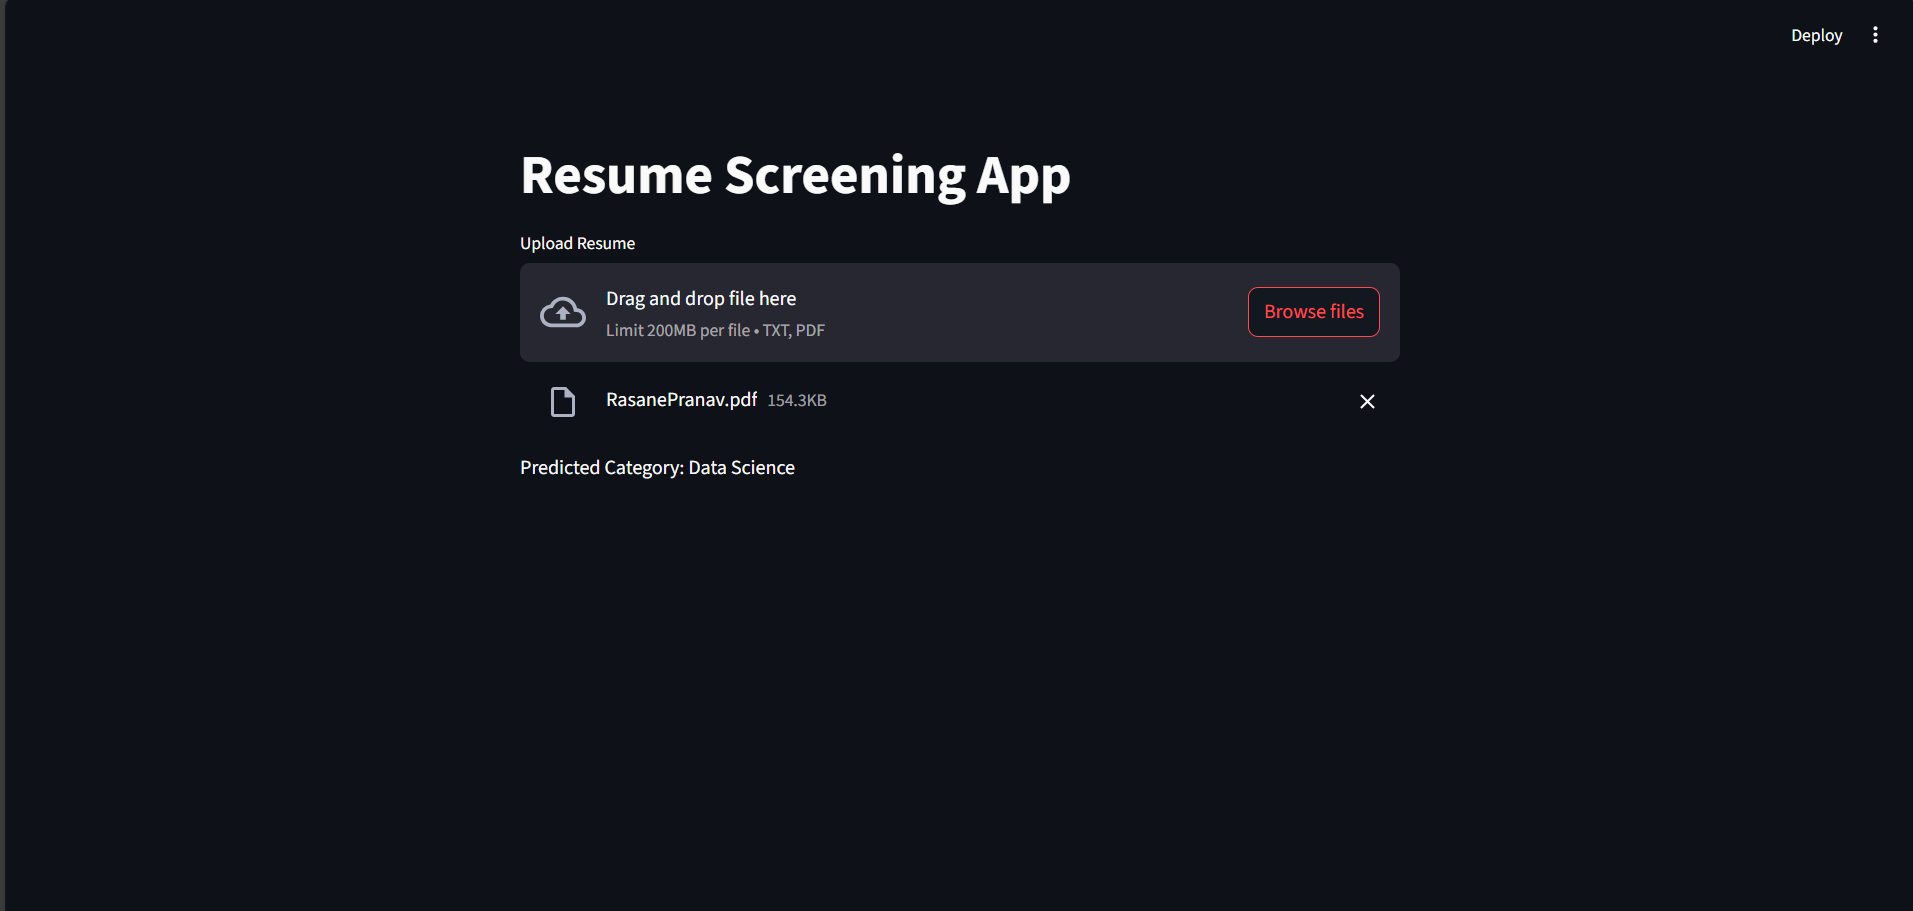 Deploy
Resume Screening App
Upload Resume
Drag and drop file here
Limit 200MB per file • TXT, PDF
Browse files
RasanePranav.pdf 154.3KB
Predicted Category: Data Science